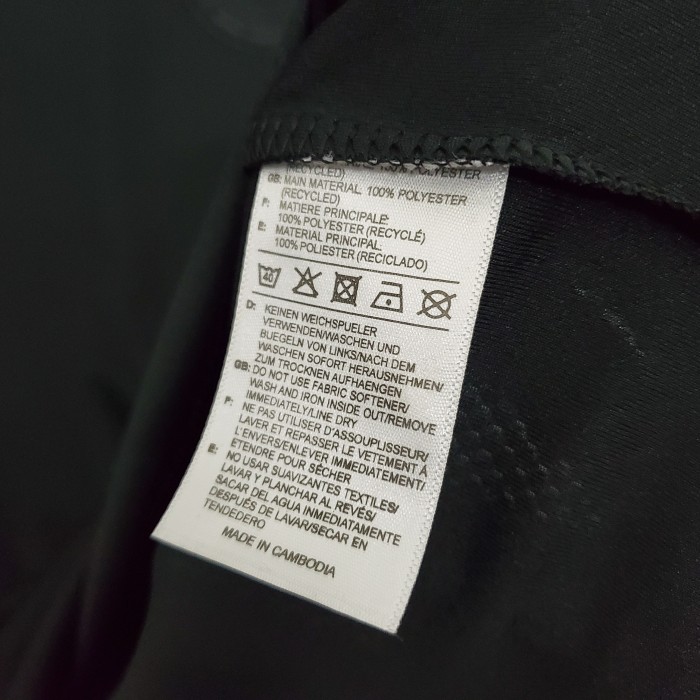 (RECYCLED)
POLYESTER
GB: MAIN MATERIAL. 100% POLYESTER
(RECYCLED)
F: MATIERE PRINCIPALE:
100% POLYESTER (RECYCLÉ)
E: MATERIAL PRINCIPAL.
100% POLIESTER (RECICLADO)
40
D: KEINEN WEICHSPUELER
VERWENDEN/WASCHEN UND
BUEGELN VON LINKS/NACH DEM
WASCHEN SOFORT HERAUSNEHMEN/
ZUM TROCKNEN AUFHAENGEN
GB: DO NOT USE FABRIC SOFTENER/
WASH AND IRON INSIDE OUT/REMOVE
IMMEDIATELY/LINE DRY
F: NE PAS UTILISER D'ASSOUPLISSEUR/
LAVER ET REPASSER LE VETEMENT À
L'ENVERS/ENLEVER IMMEDIATEMENT/
ETENDRE POUR SÉCHER
E: NO USAR SUAVIZANTES TEXTILES/
LAVAR Y PLANCHAR AL REVÉS/
SACAR DEL AGUA INMEDIATAMENTE
DESPUÉS DE LAVAR/SECAR EN
TENDEDERO
MADE IN CAMBODIA